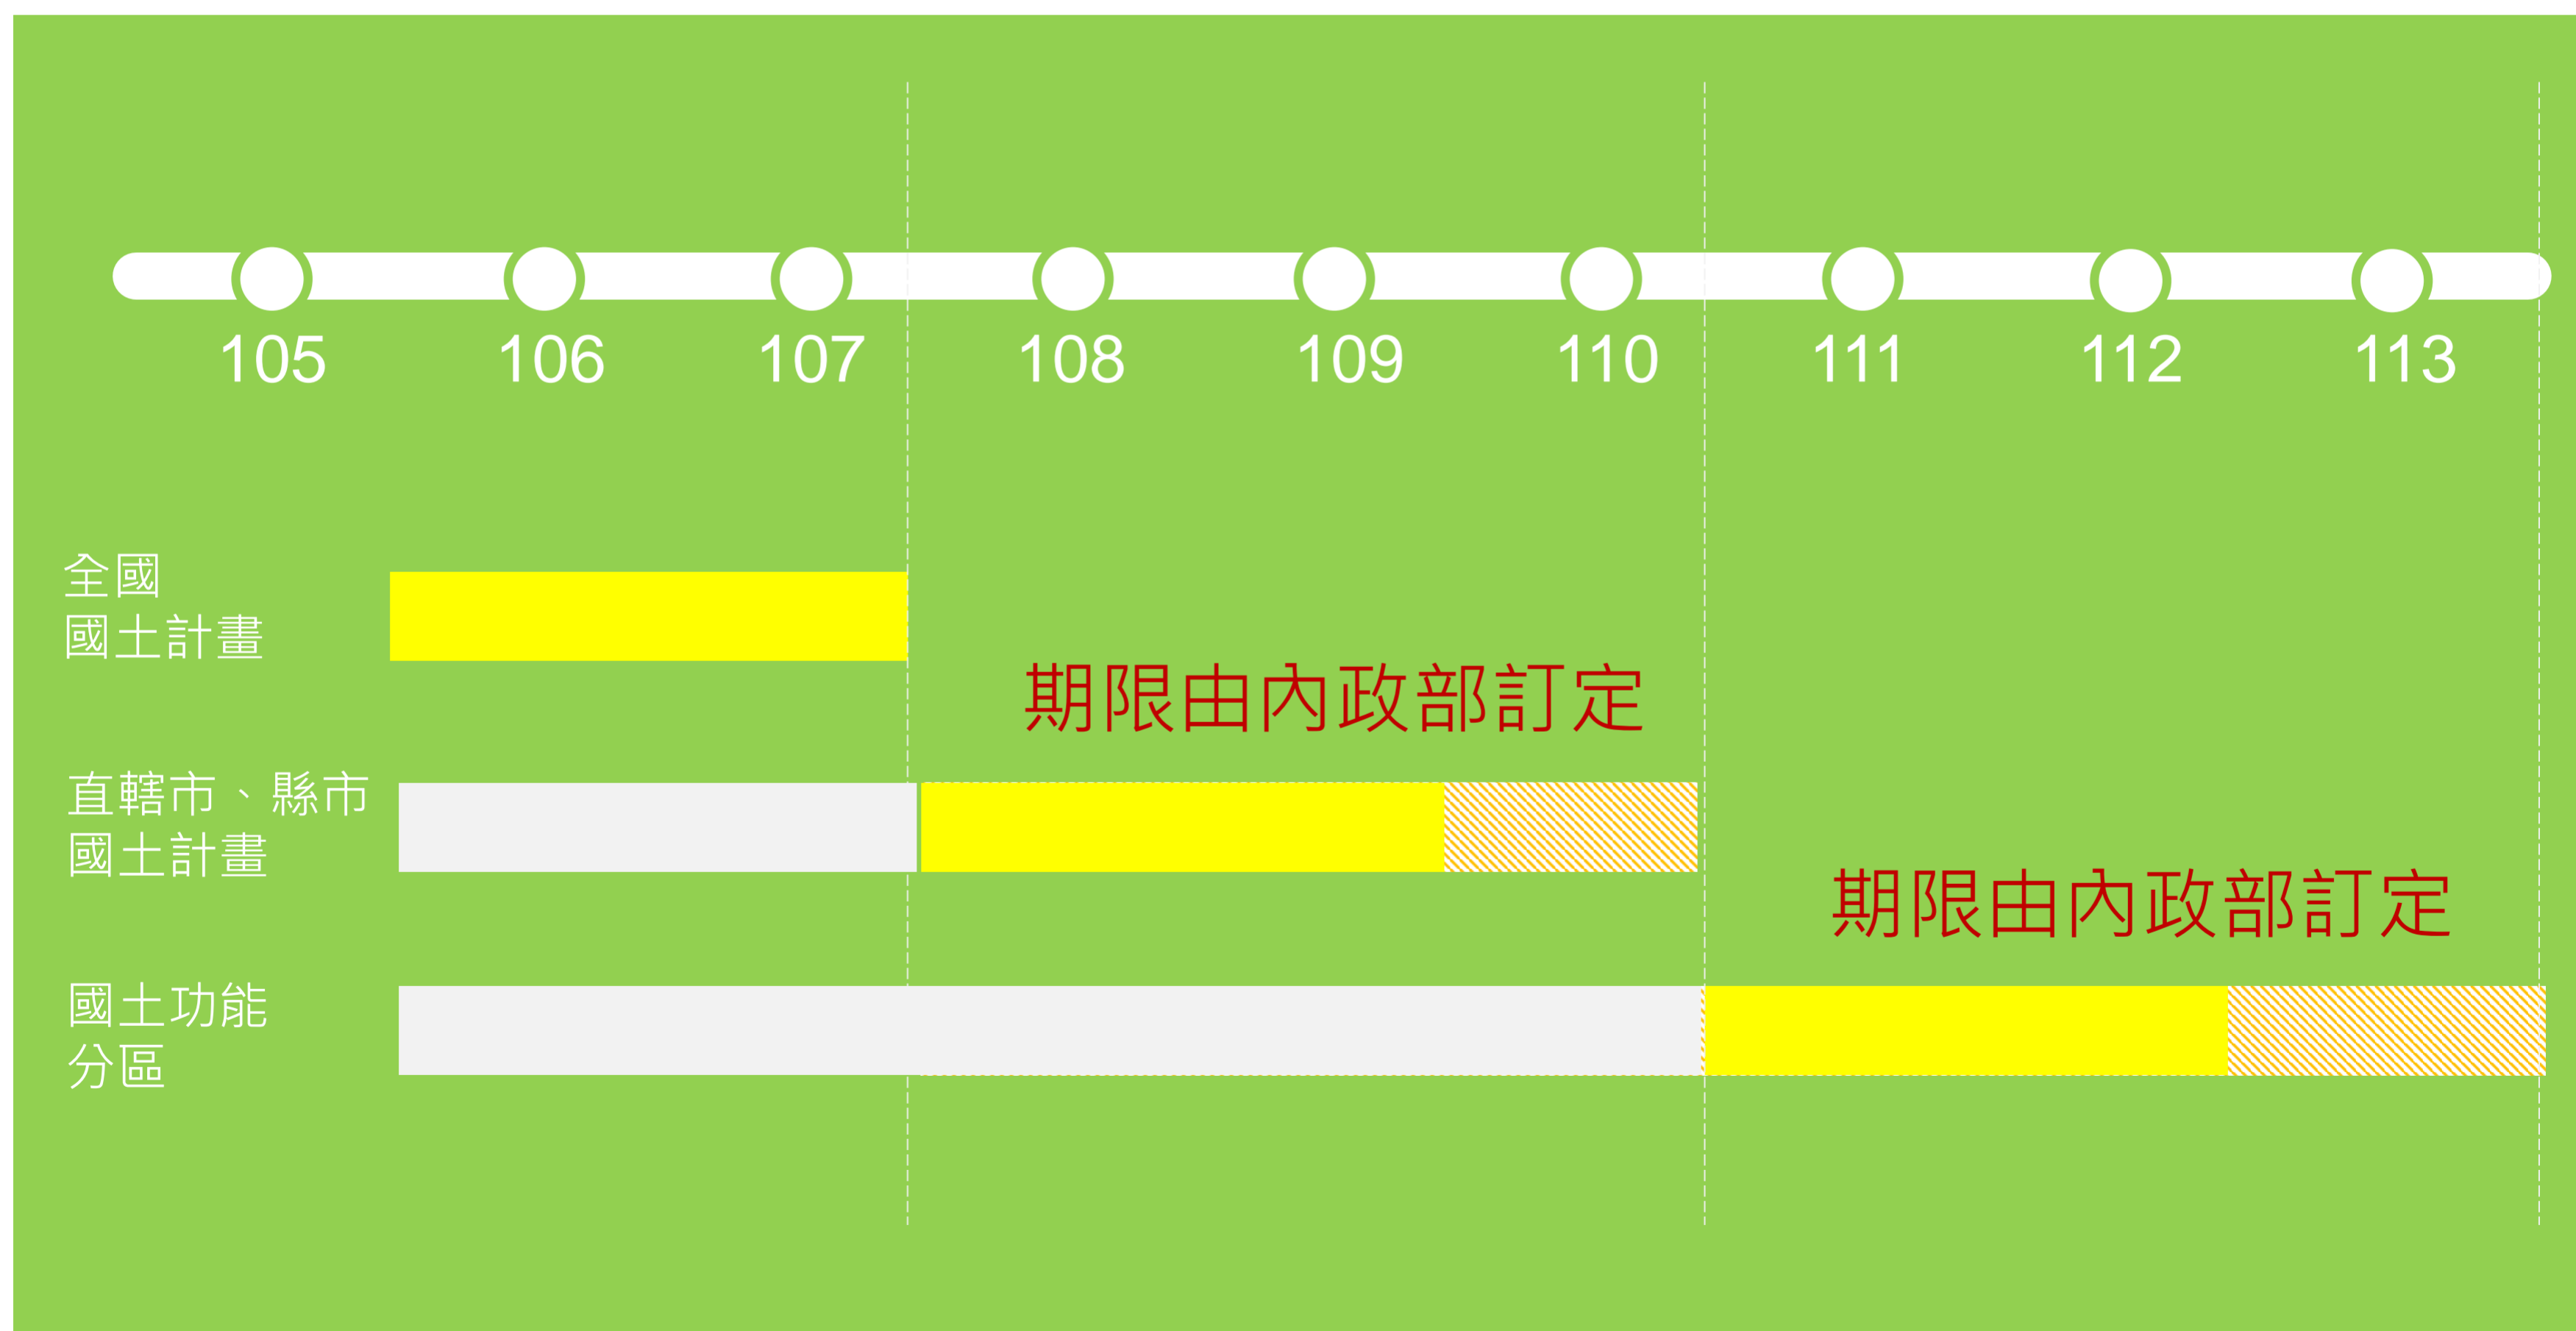 105 106 107 108 109 110 111 112 113
全國
國土計畫
期限由內政部訂定
直轄市、縣市
國土計畫
期限由內政部訂定
國土功能
分區